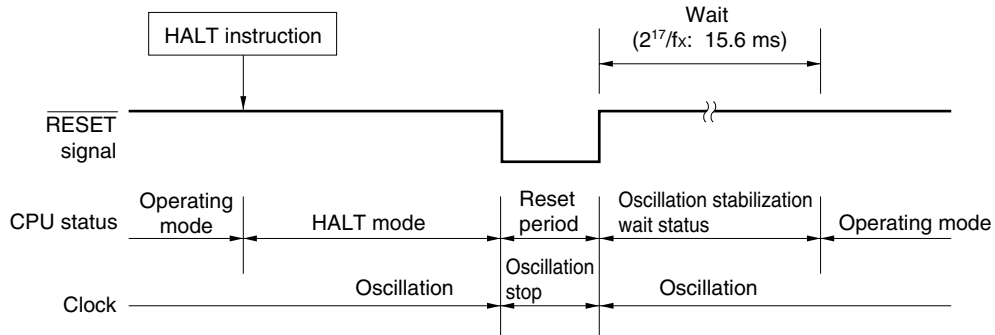 HALT instruction
Wait
(2¹⁷/fx: 15.6 ms)
RESET
signal
CPU status
Operating
mode
HALT mode
Reset
period
Oscillation stabilization
wait status
Operating mode
Clock
Oscillation
Oscillation
stop
Oscillation